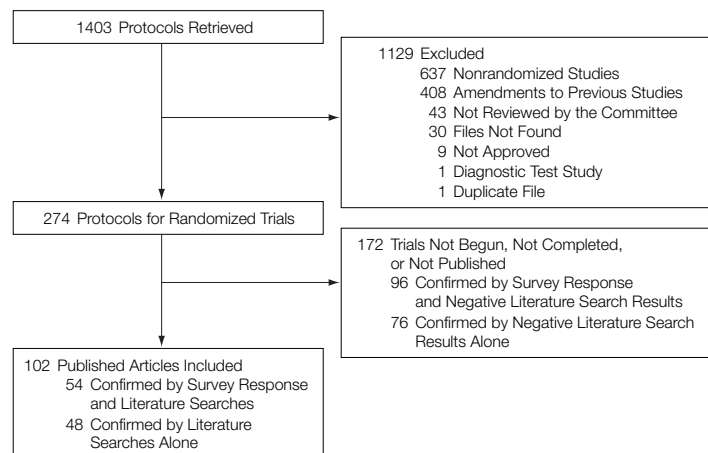 1403 Protocols Retrieved
1129 Excluded
637 Nonrandomized Studies
408 Amendments to Previous Studies
43 Not Reviewed by the Committee
30 Files Not Found
9 Not Approved
1 Diagnostic Test Study
1 Duplicate File
274 Protocols for Randomized Trials
172 Trials Not Begun, Not Completed,
or Not Published
96 Confirmed by Survey Response
and Negative Literature Search Results
76 Confirmed by Negative Literature Search
Results Alone
102 Published Articles Included
54 Confirmed by Survey Response
and Literature Searches
48 Confirmed by Literature
Searches Alone